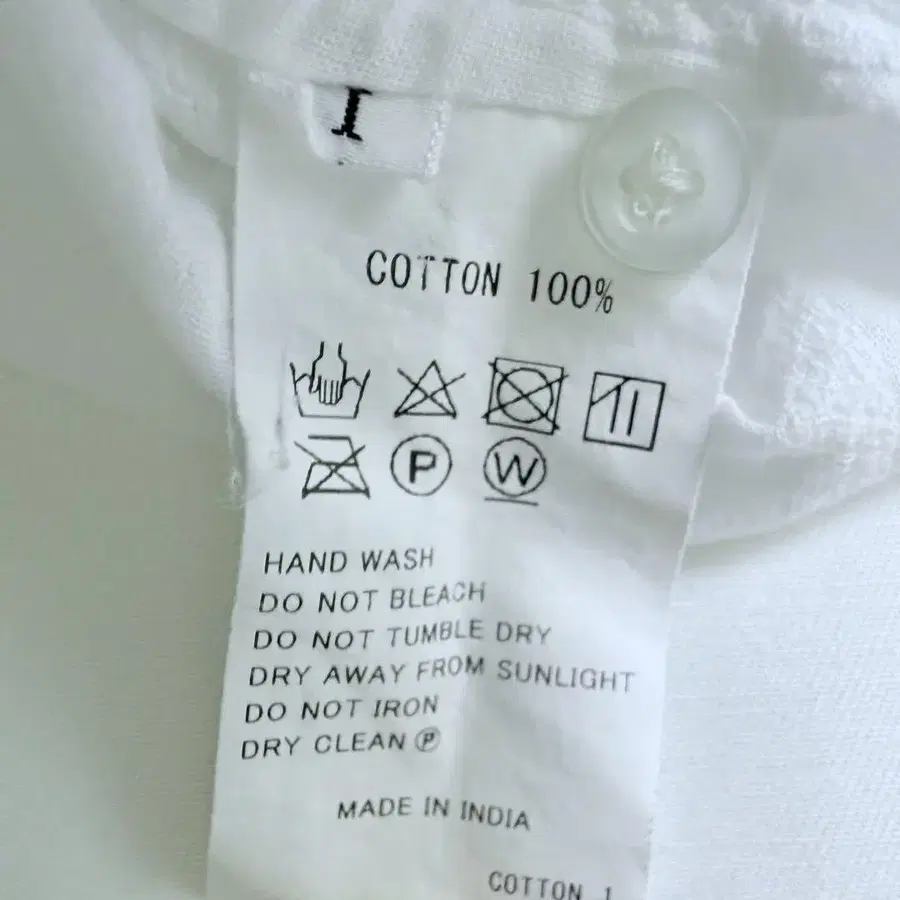 I
COTTON 100%
P W
HAND WASH
DO NOT BLEACH
DO NOT TUMBLE DRY
DRY AWAY FROM SUNLIGHT
DO NOT IRON
DRY CLEAN Ⓟ
MADE IN INDIA
COTTON 1